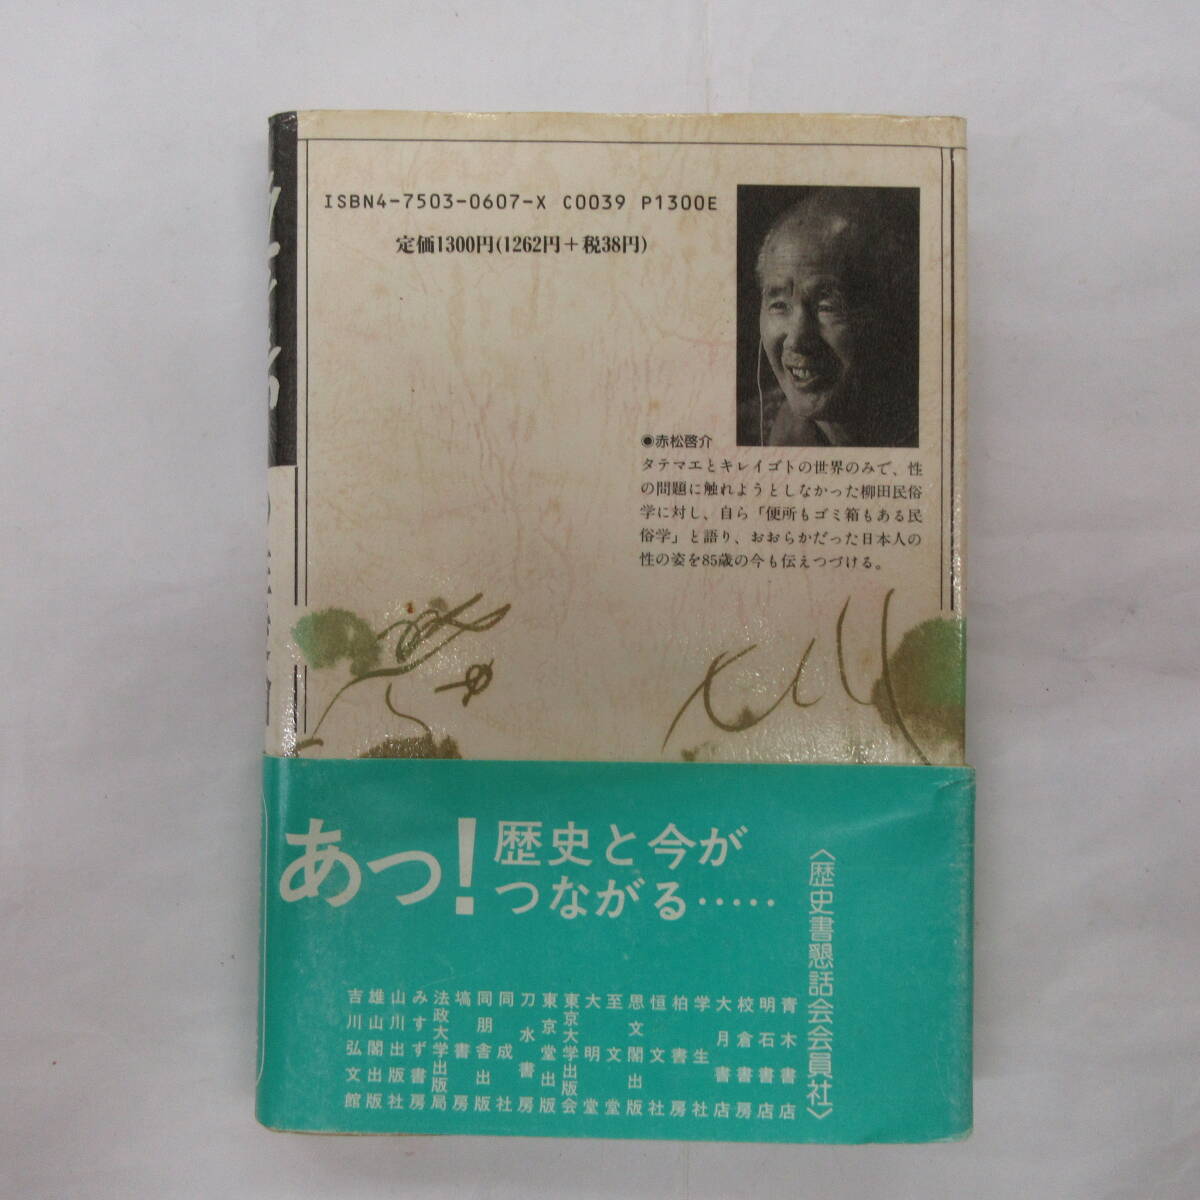 ISBN4-7503-0607-X C0039 P1300E
定価1300円(1262円＋税38円)
◉赤松啓介
タテマエとキレイゴトの世界のみで、性
の問題に触れようとしなかった柳田民俗
学に対し、自ら「便所もゴミ箱もある民
俗学」と語り、おおらかだった日本人の
性の姿を85歳の今も伝えつづける。
あっ!
歴史と今が
つながる‥‥‥
〈歴史書懇話会会員社〉
青木書店
明石書店
校倉書房
大月書店
学生社
柏書房
恒文社
思文閣出版
至文堂
大明堂
東京大学出版会
東京堂出版
刀水書房
同成社
同朋舎出版
塙書房
法政大学出版局
みすず書房
山川出版社
雄山閣出版
吉川弘文館